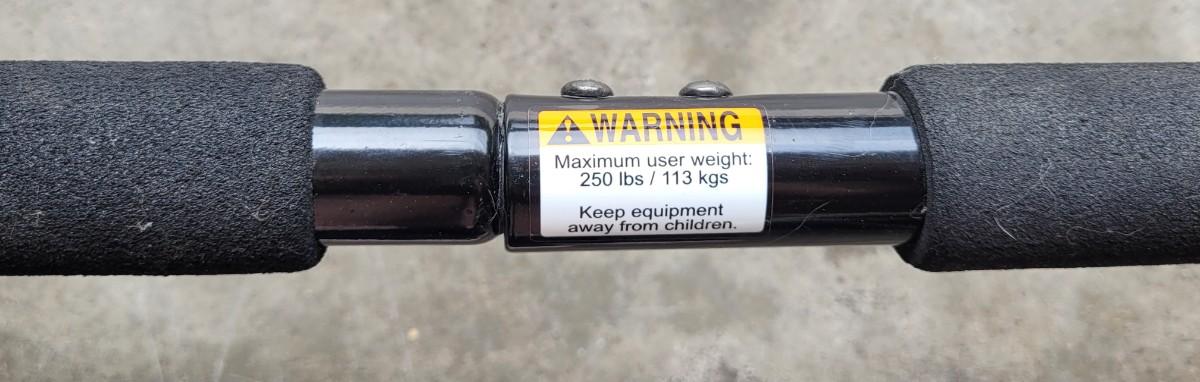 WARNING
Maximum user weight:
250 lbs / 113 kgs
Keep equipment
away from children.